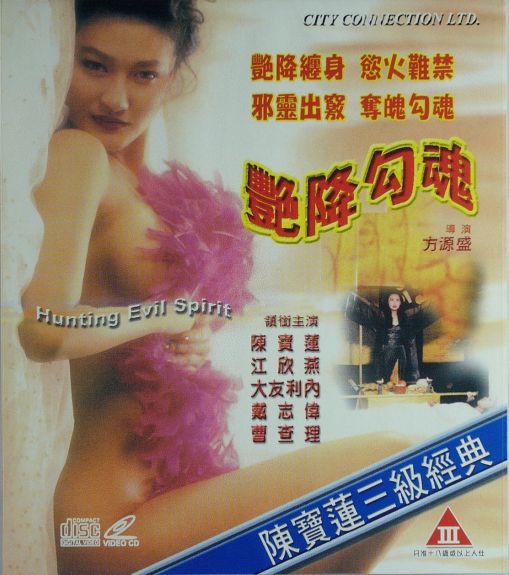 CITY CONNECTION LTD.
艷降纏身 慾火難禁
邪靈出竅 奪魄勾魂
艷降勾魂
導演
方源盛
Hunting Evil Spirit
領銜主演
陳寶蓮
江欣燕
大友利內
戴志偉
曹查理
陳寶蓮三級經典
COMPACT
disc
DIGITAL VIDEO
VIDEO CD
III
只准十八歲或以上人仕